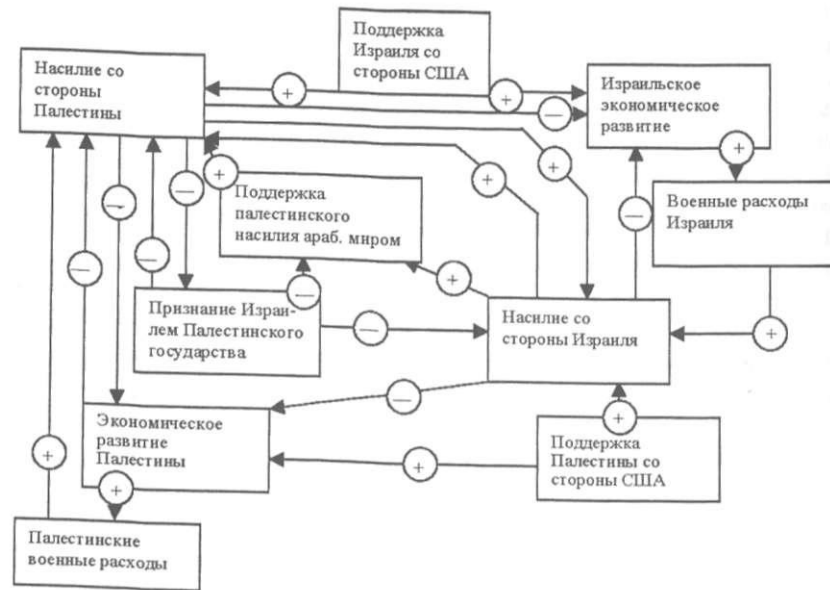 Поддержка
Израиля со
стороны США
Насилие со
стороны
Палестины
Израильское
экономическое
развитие
+
+
—
+
+
+
+
Поддержка
палестинского
насилия араб. миром
Военные расходы
Израиля
—
—
—
—
—
—
+
Признание Изра-
лем Палестинского
государства
—
Насилие со
стороны Израиля
+
—
Экономическое
развитие
Палестины
+
+
+
Поддержка
Палестины со
стороны США
+
Палестинские
военные расходы